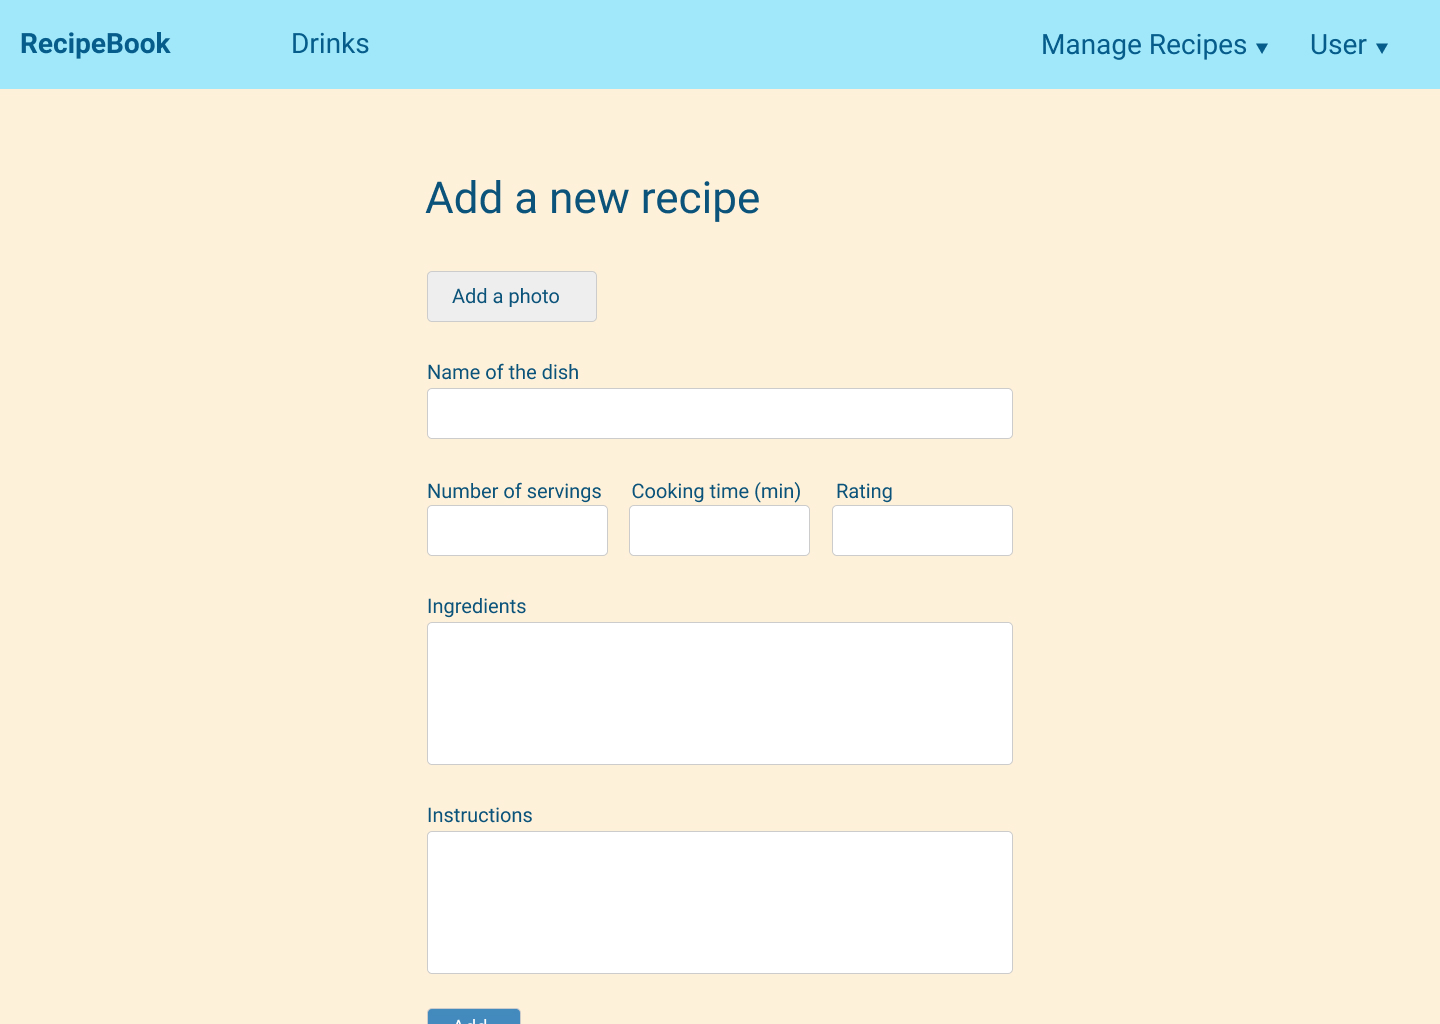 RecipeBook Drinks Manage Recipes ▼ User ▼
Add a new recipe
Add a photo
Name of the dish
Number of servings Cooking time (min) Rating
Ingredients
Instructions
Add